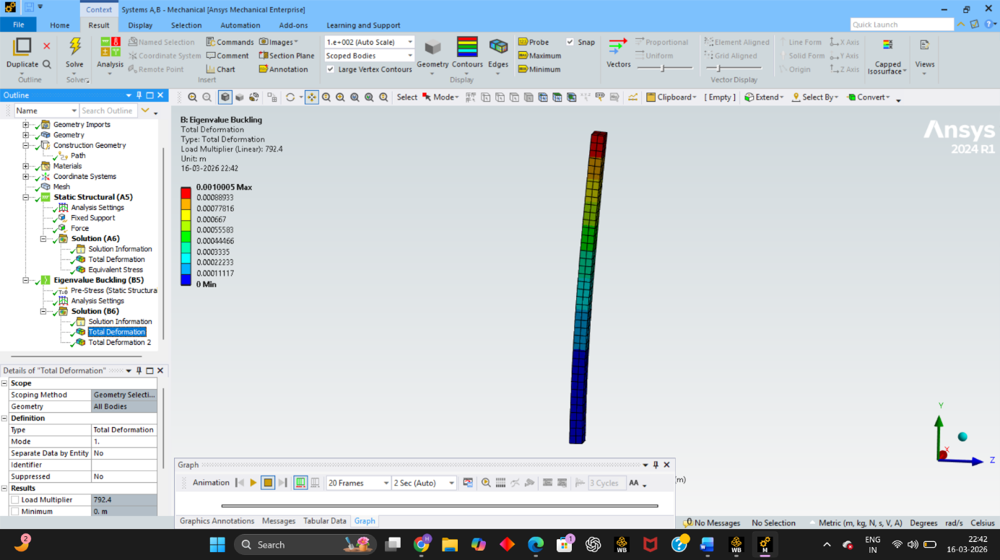 Context
Systems A,B - Mechanical [Ansys Mechanical Enterprise]
File
Home
Result
Display
Selection
Automation
Add-ons
Learning and Support
Quick Launch
Duplicate
Outline
Solve
Solver
Analysis
Named Selection
Coordinate System
Remote Point
Commands
Comment
Chart
Images
Section Plane
Annotation
Insert
1.e+002 (Auto Scale)
Scoped Bodies
Large Vertex Contours
Geometry
Contours
Edges
Display
Probe
Maximum
Minimum
Snap
Vectors
Proportional
Uniform
Element Aligned
Grid Aligned
Line Form
Solid Form
Origin
X Axis
Y Axis
Z Axis
Vector Display
Capped
Isosurface
Views
Outline
Name
Search Outline
Select
Mode
Clipboard
[ Empty ]
Extend
Select By
Convert
Geometry Imports
Geometry
Construction Geometry
Path
Materials
Coordinate Systems
Mesh
Static Structural (A5)
Analysis Settings
Fixed Support
Force
Solution (A6)
Solution Information
Total Deformation
Equivalent Stress
Eigenvalue Buckling (B5)
T=0 Pre-Stress (Static Structura
Analysis Settings
Solution (B6)
Solution Information
Total Deformation
Total Deformation 2
B: Eigenvalue Buckling
Total Deformation
Type: Total Deformation
Load Multiplier (Linear): 792.4
Unit: m
16-03-2026 22:42
0.0010005 Max
0.00088933
0.00077816
0.000667
0.00055583
0.00044466
0.0003335
0.00022233
0.00011117
0 Min
Ansys
2024 R1
Y
X
Z
Details of "Total Deformation"
Scope
Scoping Method Geometry Selecti...
Geometry All Bodies
Definition
Type Total Deformation
Mode 1.
Separate Data by Entity No
Identifier
Suppressed No
Results
Load Multiplier 792.4
Minimum 0. m
Graph
(m)
Animation
20 Frames
2 Sec (Auto)
3 Cycles
AA
Graphics Annotations
Messages
Tabular Data
Graph
0 No Messages
No Selection
Metric (m, kg, N, s, V, A)
Degrees
rad/s
Celsius
2
Search
H
1
WB
W
WB
M
ENG
IN
22:42
16-03-2026